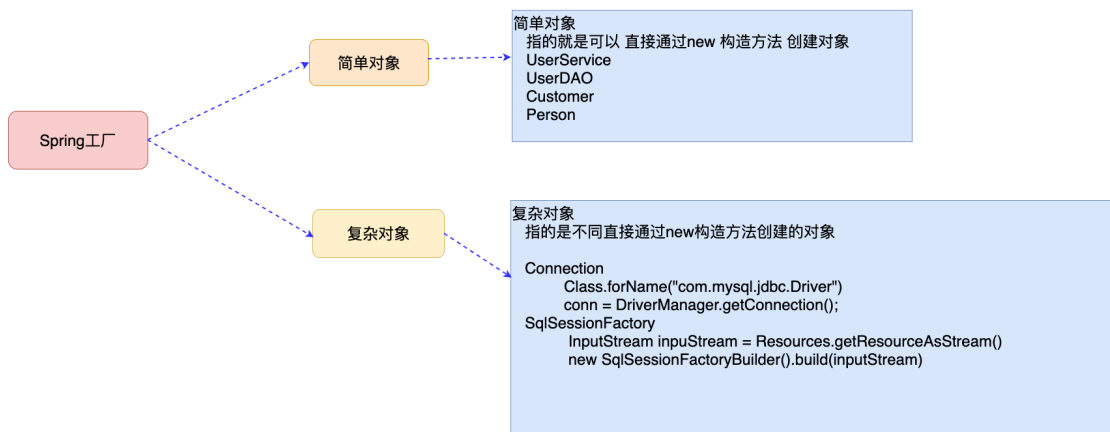 Spring工厂
简单对象
简单对象
指的就是可以 直接通过new 构造方法 创建对象
UserService
UserDAO
Customer
Person
复杂对象
复杂对象
指的是不同直接通过new构造方法创建的对象
Connection
Class.forName("com.mysql.jdbc.Driver")
conn = DriverManager.getConnection();
SqlSessionFactory
InputStream inpuStream = Resources.getResourceAsStream()
new SqlSessionFactoryBuilder().build(inputStream)